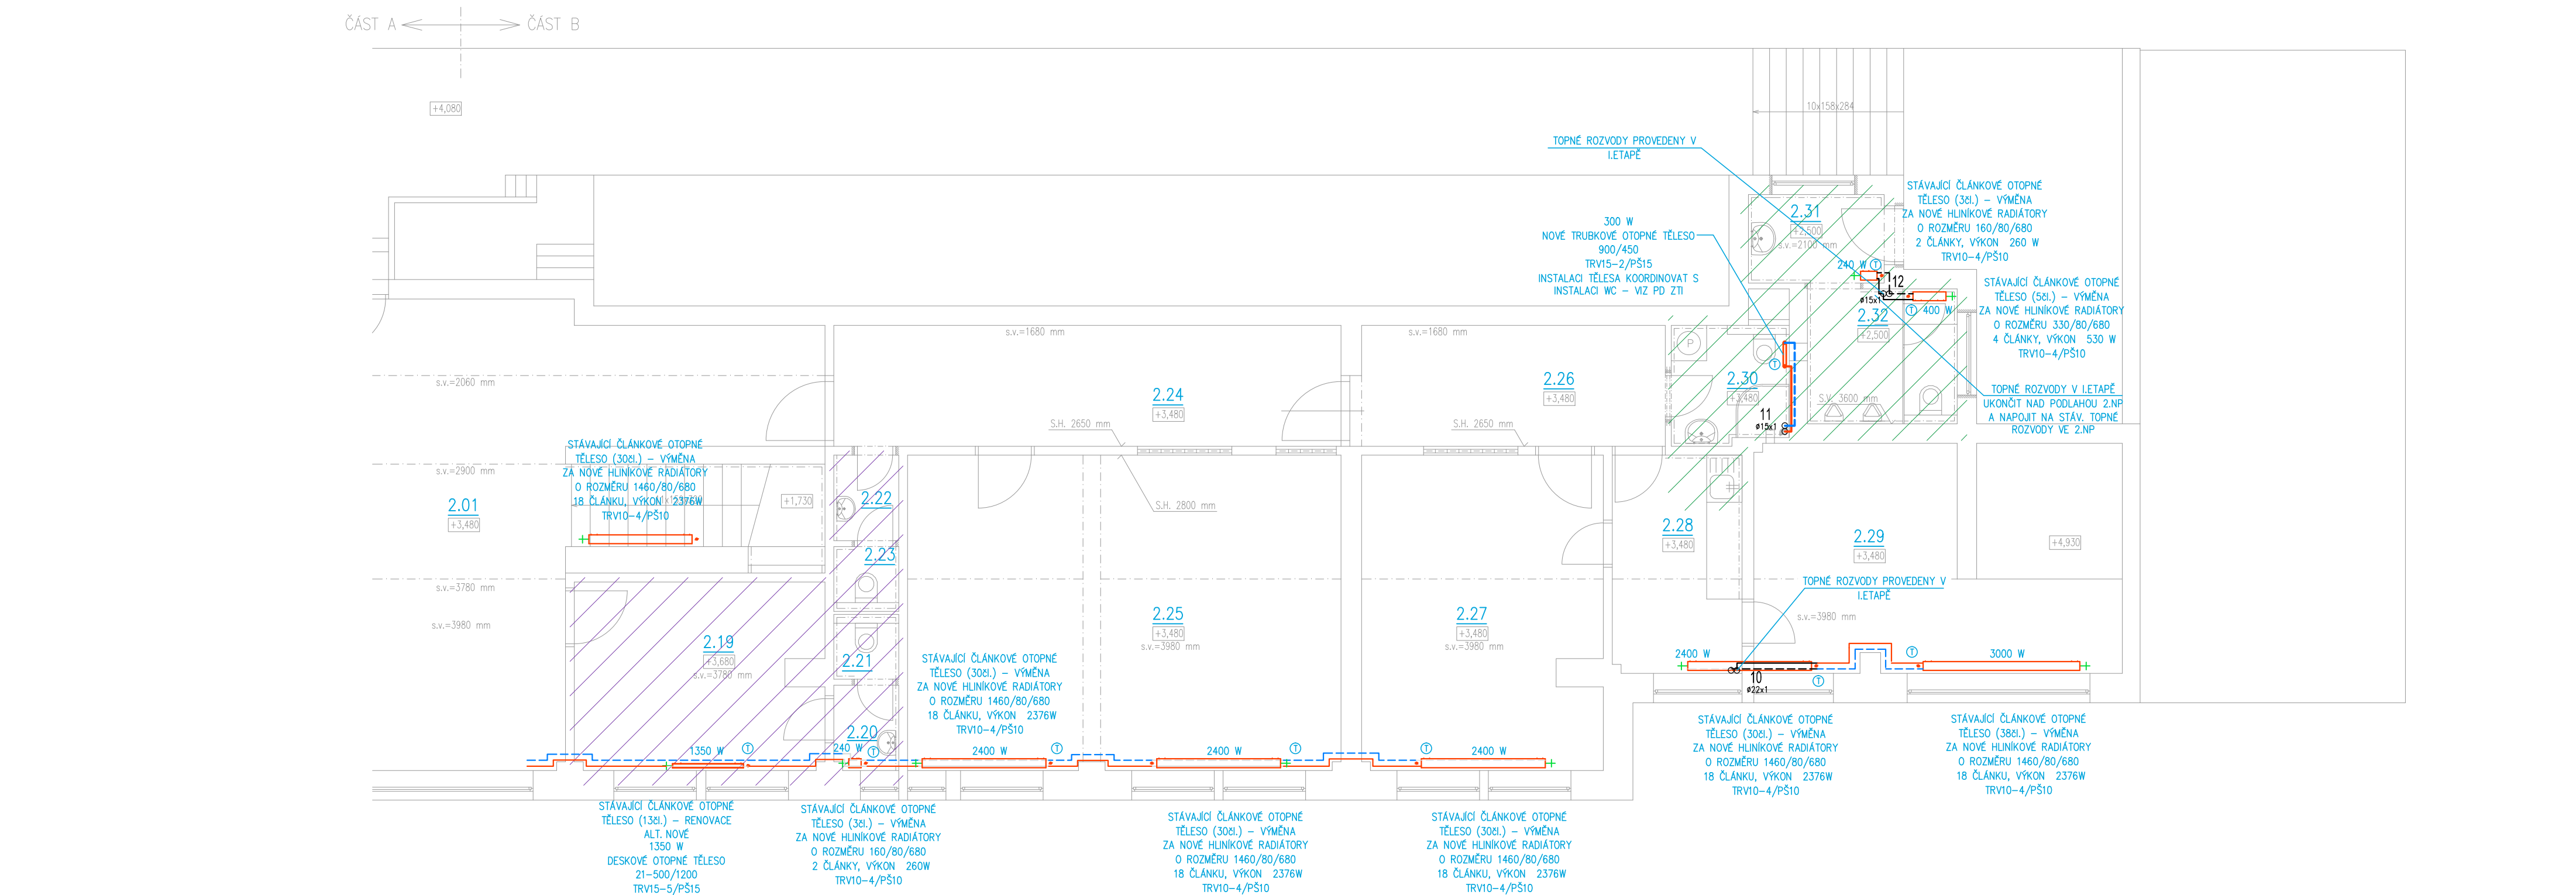 ČÁST A
ČÁST B
+4,080
10x158x284
TOPNÉ ROZVODY PROVEDENY V
I.ETAPĚ
STÁVAJÍCÍ ČLÁNKOVÉ OTOPNÉ
TĚLESO (3čl.) – VÝMĚNA
ZA NOVÉ HLINÍKOVÉ RADIÁTORY
O ROZMĚRU 160/80/680
2 ČLÁNKY, VÝKON 260 W
TRV10-4/PŠ10
300 W
NOVÉ TRUBKOVÉ OTOPNÉ TĚLESO
900/450
TRV15-2/PŠ15
INSTALACI TĚLESA KOORDINOVAT S
INSTALACI WC – VIZ PD ZTI
2.31
+2,500
s.v.=2100 mm
240 W
T
12
ø15x1
T
400 W
STÁVAJÍCÍ ČLÁNKOVÉ OTOPNÉ
TĚLESO (5čl.) – VÝMĚNA
ZA NOVÉ HLINÍKOVÉ RADIÁTORY
O ROZMĚRU 330/80/680
4 ČLÁNKY, VÝKON 530 W
TRV10-4/PŠ10
2.32
+2,500
s.v.=1680 mm
s.v.=1680 mm
P
T
s.v.=2060 mm
2.24
+3,480
2.26
+3,480
2.30
+3,480
S.V. 3600 mm
TOPNÉ ROZVODY V I.ETAPĚ
UKONČIT NAD PODLAHOU 2.NP
A NAPOJIT NA STÁV. TOPNÉ
ROZVODY VE 2.NP
11
ø15x1
S.H. 2650 mm
S.H. 2650 mm
STÁVAJÍCÍ ČLÁNKOVÉ OTOPNÉ
TĚLESO (30čl.) – VÝMĚNA
ZA NOVÉ HLINÍKOVÉ RADIÁTORY
O ROZMĚRU 1460/80/680
18 ČLÁNKU, VÝKON 2376W
TRV10-4/PŠ10
s.v.=2900 mm
2.01
+3,480
+1,730
2.22
S.H. 2800 mm
2.28
+3,480
2.29
+3,480
+4,930
2.23
s.v.=3780 mm
TOPNÉ ROZVODY PROVEDENY V
I.ETAPĚ
s.v.=3980 mm
2.19
+3,680
s.v.=3780 mm
2.21
2.25
+3,480
s.v.=3980 mm
2.27
+3,480
s.v.=3980 mm
s.v.=3980 mm
STÁVAJÍCÍ ČLÁNKOVÉ OTOPNÉ
TĚLESO (30čl.) – VÝMĚNA
ZA NOVÉ HLINÍKOVÉ RADIÁTORY
O ROZMĚRU 1460/80/680
18 ČLÁNKU, VÝKON 2376W
TRV10-4/PŠ10
2400 W
T
3000 W
10
ø22x1
T
2.20
1350 W
T
240 W
T
2400 W
T
2400 W
T
T
2400 W
STÁVAJÍCÍ ČLÁNKOVÉ OTOPNÉ
TĚLESO (30čl.) – VÝMĚNA
ZA NOVÉ HLINÍKOVÉ RADIÁTORY
O ROZMĚRU 1460/80/680
18 ČLÁNKU, VÝKON 2376W
TRV10-4/PŠ10
STÁVAJÍCÍ ČLÁNKOVÉ OTOPNÉ
TĚLESO (38čl.) – VÝMĚNA
ZA NOVÉ HLINÍKOVÉ RADIÁTORY
O ROZMĚRU 1460/80/680
18 ČLÁNKU, VÝKON 2376W
TRV10-4/PŠ10
STÁVAJÍCÍ ČLÁNKOVÉ OTOPNÉ
TĚLESO (13čl.) – RENOVACE
ALT. NOVÉ
1350 W
DESKOVÉ OTOPNÉ TĚLESO
21-500/1200
TRV15-5/PŠ15
STÁVAJÍCÍ ČLÁNKOVÉ OTOPNÉ
TĚLESO (3čl.) – VÝMĚNA
ZA NOVÉ HLINÍKOVÉ RADIÁTORY
O ROZMĚRU 160/80/680
2 ČLÁNKY, VÝKON 260W
TRV10-4/PŠ10
STÁVAJÍCÍ ČLÁNKOVÉ OTOPNÉ
TĚLESO (30čl.) – VÝMĚNA
ZA NOVÉ HLINÍKOVÉ RADIÁTORY
O ROZMĚRU 1460/80/680
18 ČLÁNKU, VÝKON 2376W
TRV10-4/PŠ10
STÁVAJÍCÍ ČLÁNKOVÉ OTOPNÉ
TĚLESO (30čl.) – VÝMĚNA
ZA NOVÉ HLINÍKOVÉ RADIÁTORY
O ROZMĚRU 1460/80/680
18 ČLÁNKU, VÝKON 2376W
TRV10-4/PŠ10